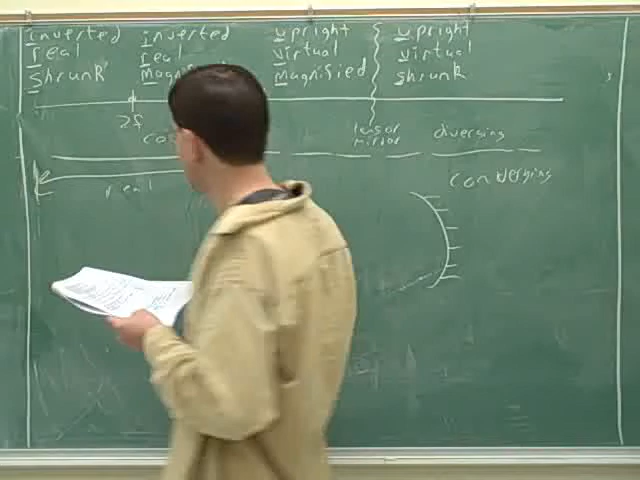 inverted inverted upright upright
real real virtual virtual
shrunk magnified shrunk
2f
lens or mirror diverging
real converging